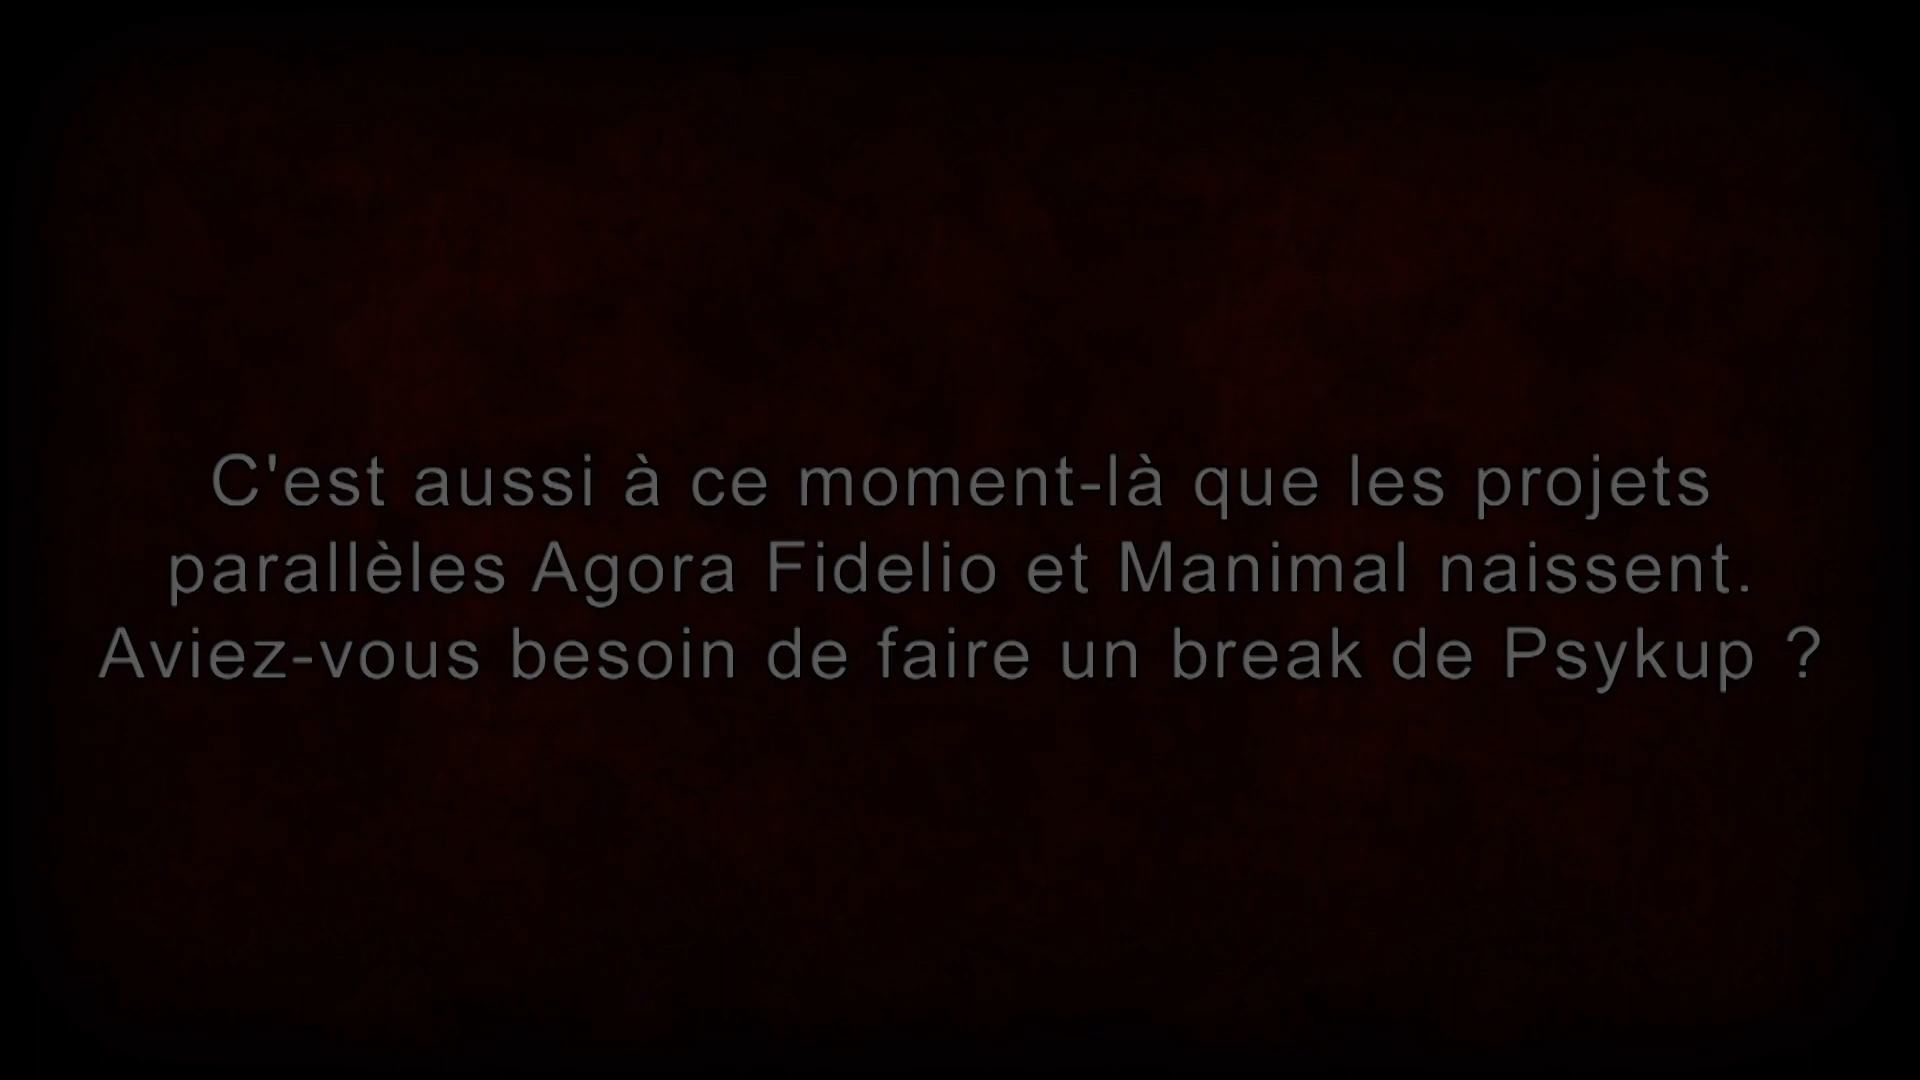 C'est aussi à ce moment-là que les projets
parallèles Agora Fidelio et Manimal naissent.
Aviez-vous besoin de faire un break de Psykup ?